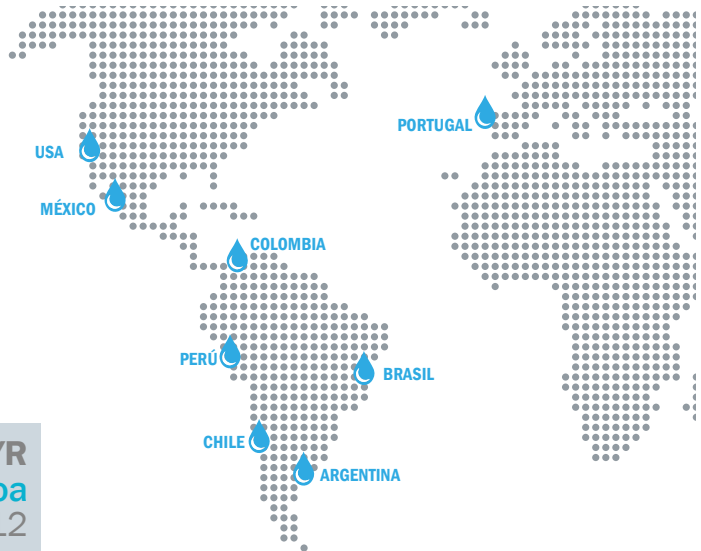 PORTUGAL
USA
MÉXICO
COLOMBIA
PERÚ
BRASIL
CHILE
ARGENTINA